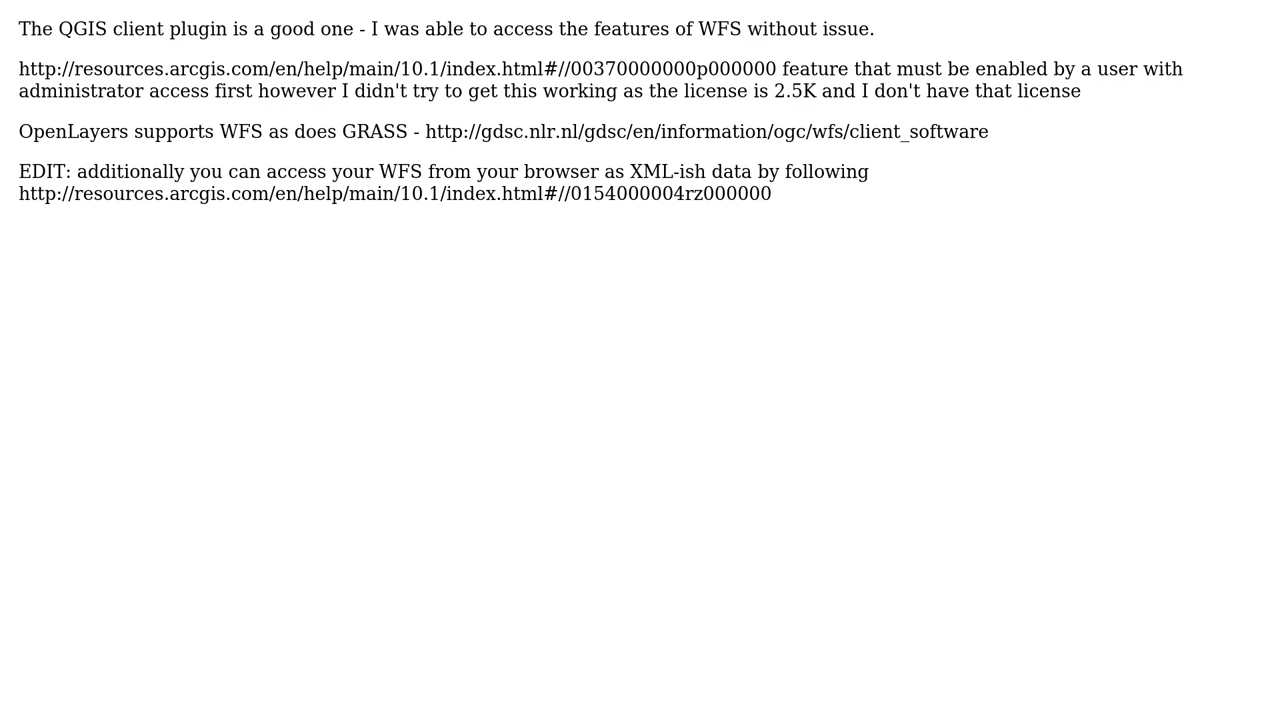 The QGIS client plugin is a good one - I was able to access the features of WFS without issue.
http://resources.arcgis.com/en/help/main/10.1/index.html#//00370000000p000000 feature that must be enabled by a user with
administrator access first however I didn't try to get this working as the license is 2.5K and I don't have that license
OpenLayers supports WFS as does GRASS - http://gdsc.nlr.nl/gdsc/en/information/ogc/wfs/client_software
EDIT: additionally you can access your WFS from your browser as XML-ish data by following
http://resources.arcgis.com/en/help/main/10.1/index.html#//0154000004rz000000